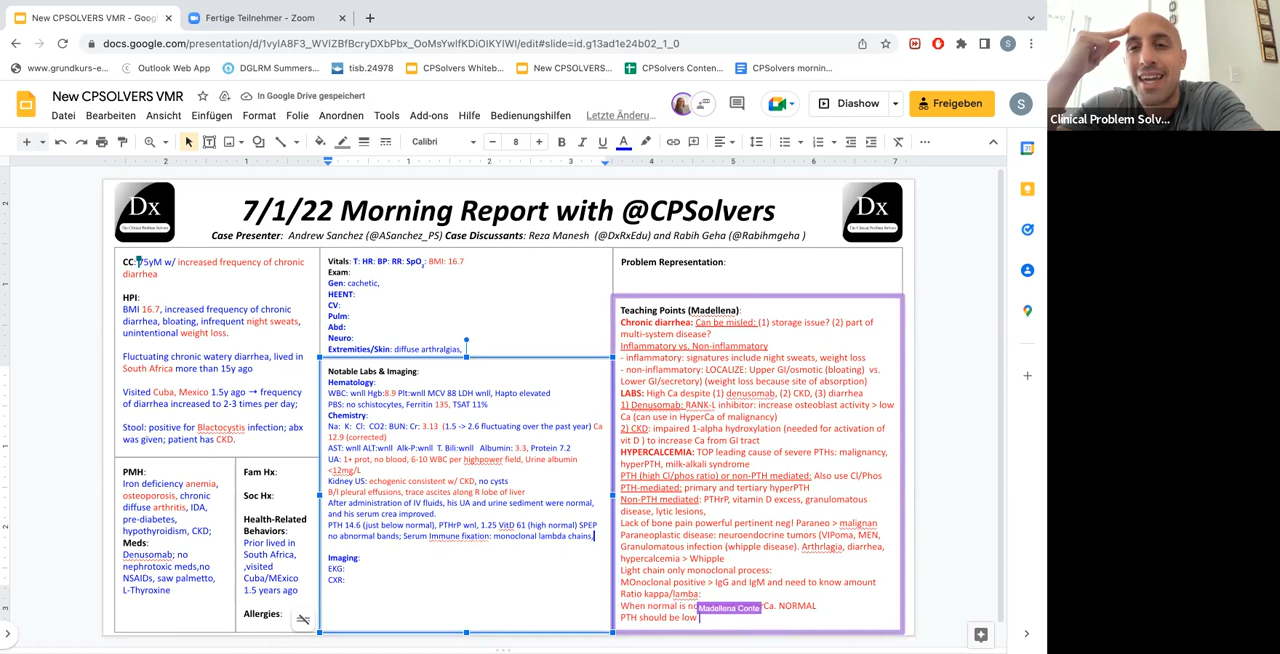 New CPSOLVERS VMR - Goog
Fertige Teilnehmer - Zoom
docs.google.com/presentation/d/1vyIA8F3_WVIZBfBcryDXbPbx_OoMsYwIfKDiOIKYIWI/edit#slide=id.g13ad1e24b02_1_0
www.grundkurs-e...
Outlook Web App
DGLRM Summers...
tisb.24978
CPSolvers Whiteb...
New CPSOLVERS...
CPSolvers Conten...
CPSolvers mornin...
New CPSOLVERS VMR
In Google Drive gespeichert
Datei Bearbeiten Ansicht Einfügen Format Folie Anordnen Tools Add-ons Hilfe Bedienungshilfen Letzte Änderu...
Diashow
Freigeben
S
Calibri
8
Clinical Problem Solv...
Dx
7/1/22 Morning Report with @CPSolvers
Dx
Case Presenter: Andrew Sanchez (@ASanchez_PS) Case Discussants: Reza Manesh (@DxRxEdu) and Rabih Geha (@Rabihmgeha )
CC: 75yM w/ increased frequency of chronic
diarrhea
HPI:
BMI 16.7, increased frequency of chronic
diarrhea, bloating, infrequent night sweats,
unintentional weight loss.
Fluctuating chronic watery diarrhea, lived in
South Africa more than 15y ago
Visited Cuba, Mexico 1.5y ago → frequency
of diarrhea increased to 2-3 times per day;
Stool: positive for Blactocystis infection; abx
was given; patient has CKD.
PMH:
Iron deficiency anemia,
osteoporosis, chronic
diffuse arthritis, IDA,
pre-diabetes,
hypothyroidism, CKD;
Meds:
Denusomab; no
nephrotoxic meds,no
NSAIDs, saw palmetto,
L-Thyroxine
Fam Hx:
Soc Hx:
Health-Related
Behaviors:
Prior lived in
South Africa,
,visited
Cuba/MExico
1.5 years ago
Allergies:
Vitals: T: HR: BP: RR: SpO2: BMI: 16.7
Exam:
Gen: cachetic,
HEENT:
CV:
Pulm:
Abd:
Neuro:
Extremities/Skin: diffuse arthralgias,
Notable Labs & Imaging:
Hematology:
WBC: wnl Hgb:8.9 Plt:wnll MCV 88 LDH wnll, Hapto elevated
PBS: no schistocytes, Ferritin 135, TSAT 11%
Chemistry:
Na: K: Cl: CO2: BUN: Cr: 3.13 (1.5 -> 2.6 fluctuating over the past year) Ca
12.9 (corrected)
AST: wnll ALT:wnll Alk-P:wnll T. Bili:wnll Albumin: 3.3, Protein 7.2
UA: 1+ prot, no blood, 6-10 WBC per highpower field, Urine albumin
<12mg/L
Kidney US: echogenic consistent w/ CKD, no cysts
B/l pleural effusions, trace ascites along R lobe of liver
After administration of IV fluids, his UA and urine sediment were normal,
and his serum crea improved.
PTH 14.6 (just below normal), PTHrP wnl, 1.25 VitD 61 (high normal) SPEP
no abnormal bands; Serum Immune fixation: monoclonal lambda chains,
Imaging:
EKG:
CXR:
Problem Representation:
Teaching Points (Madellena):
Chronic diarrhea: Can be misled: (1) storage issue? (2) part of
multi-system disease?
Inflammatory vs. Non-inflammatory
- inflammatory: signatures include night sweats, weight loss
- non-inflammatory: LOCALIZE: Upper GI/osmotic (bloating) vs.
Lower GI/secretory) (weight loss because site of absorption)
LABS: High Ca despite (1) denusomab, (2) CKD, (3) diarrhea
1) Denusomab: RANK-L inhibitor: increase osteoblast activity > low
Ca (can use in HyperCa of malignancy)
2) CKD: impaired 1-alpha hydroxylation (needed for activation of
vit D ) to increase Ca from GI tract
HYPERCALCEMIA: TOP leading cause of severe PTHs: malignancy,
hyperPTH, milk-alkali syndrome
PTH (high Cl/phos ratio) or non-PTH mediated: Also use Cl/Phos
PTH-mediated: primary and tertiary hyperPTH
Non-PTH mediated: PTHrP, vitamin D excess, granulomatous
disease, lytic lesions,
Lack of bone pain powerful pertinent neg! Paraneo > malignan
Paraneoplastic disease: neuroendocrine tumors (VIPoma, MEN,
Granulomatous infection (whipple disease). Arthrlagia, diarrhea,
hypercalcemia > Whipple
Light chain only monoclonal process:
MOnoclonal positive > IgG and IgM and need to know amount
Ratio kappa/lamba:
When normal is no rCa. NORMAL
Madellena Conte
PTH should be low